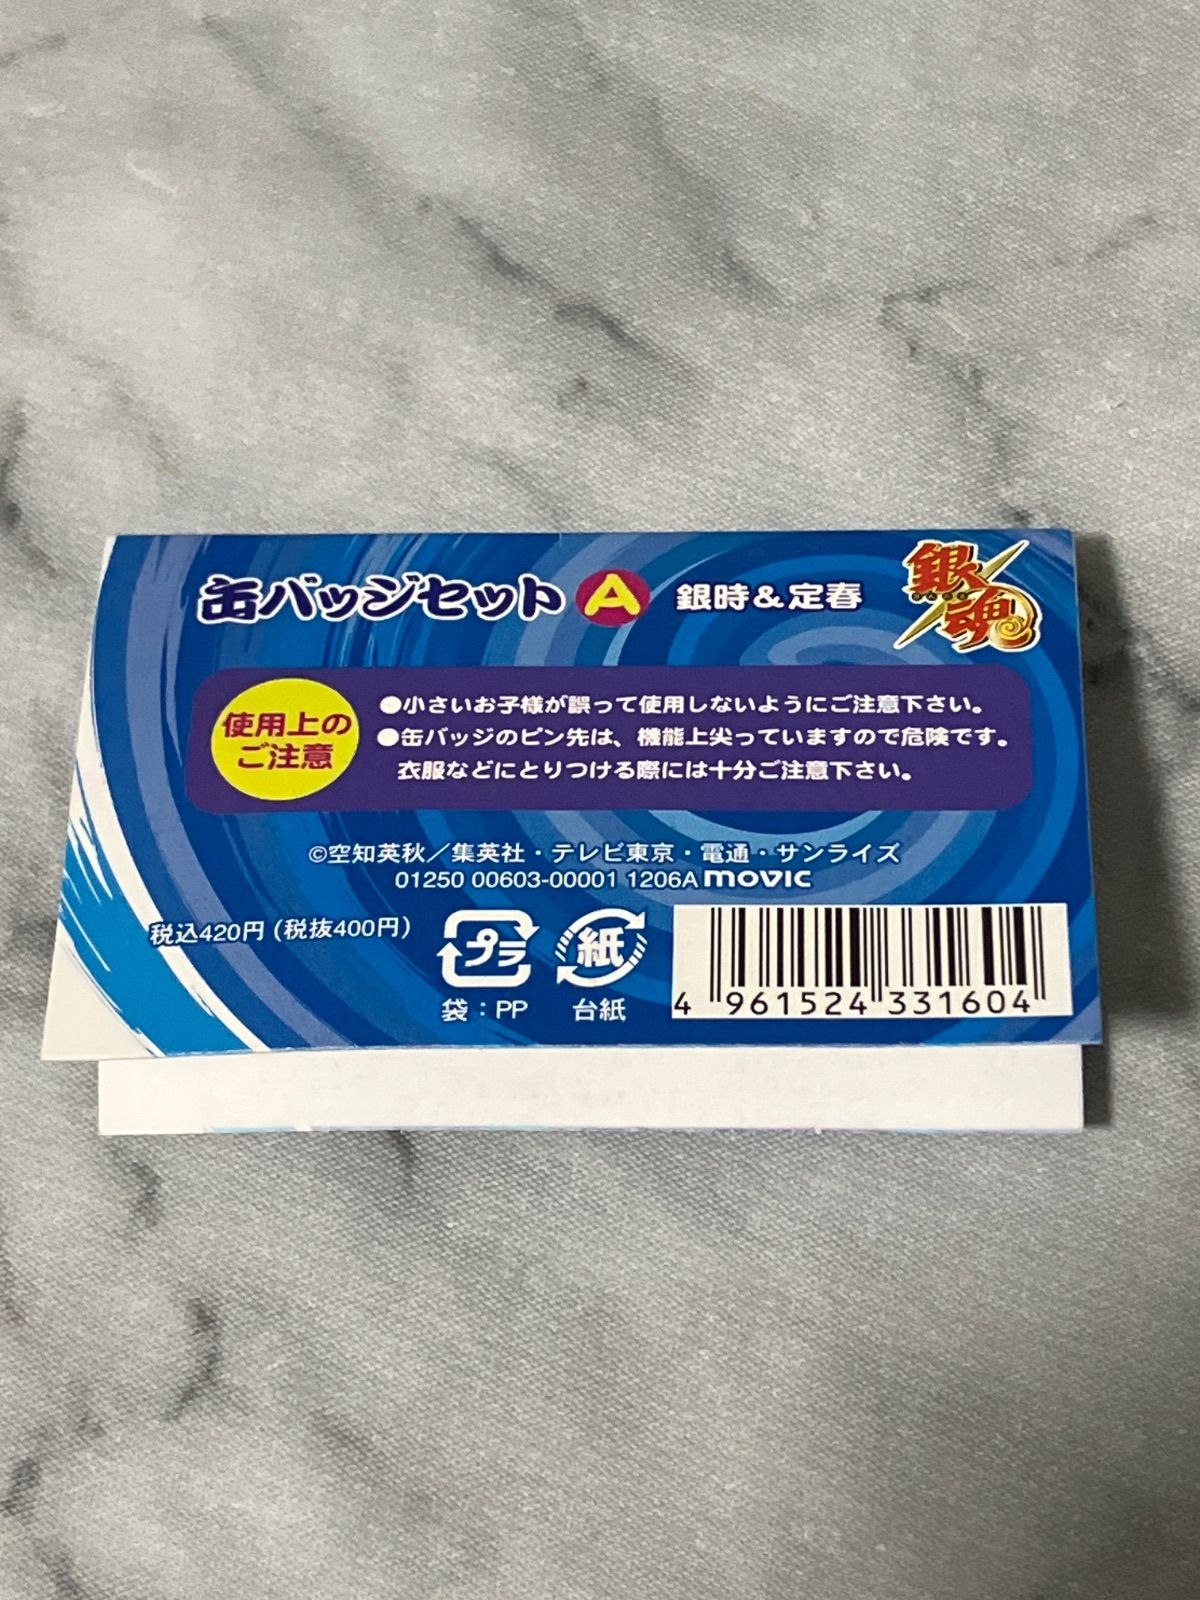 缶バッジセット A 銀時&定春
銀魂
使用上の
ご注意
●小さいお子様が誤って使用しないようにご注意下さい。
●缶バッジのピン先は、機能上尖っていますので危険です。
衣服などにとりつける際には十分ご注意下さい。
©空知英秋／集英社・テレビ東京・電通・サンライズ
01250 00603-00001 1206A movic
税込420円 (税抜400円)
プラ
袋：PP
紙
台紙
4 961524 331604